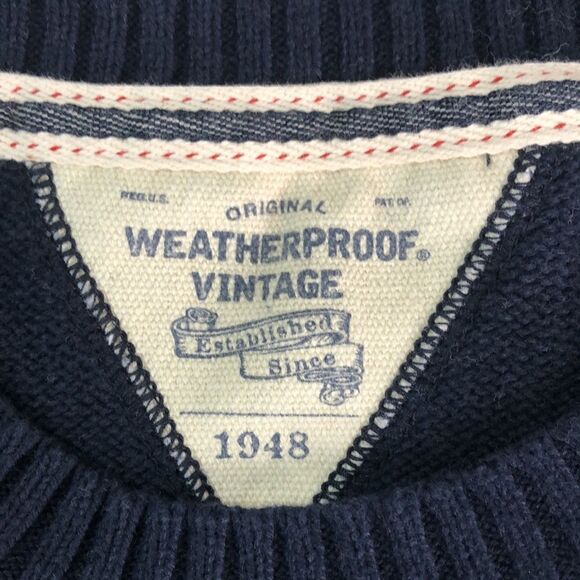 REG.U.S. PAT. OF.
ORIGINAL
WEATHERPROOF®
VINTAGE
Established
Since
1948